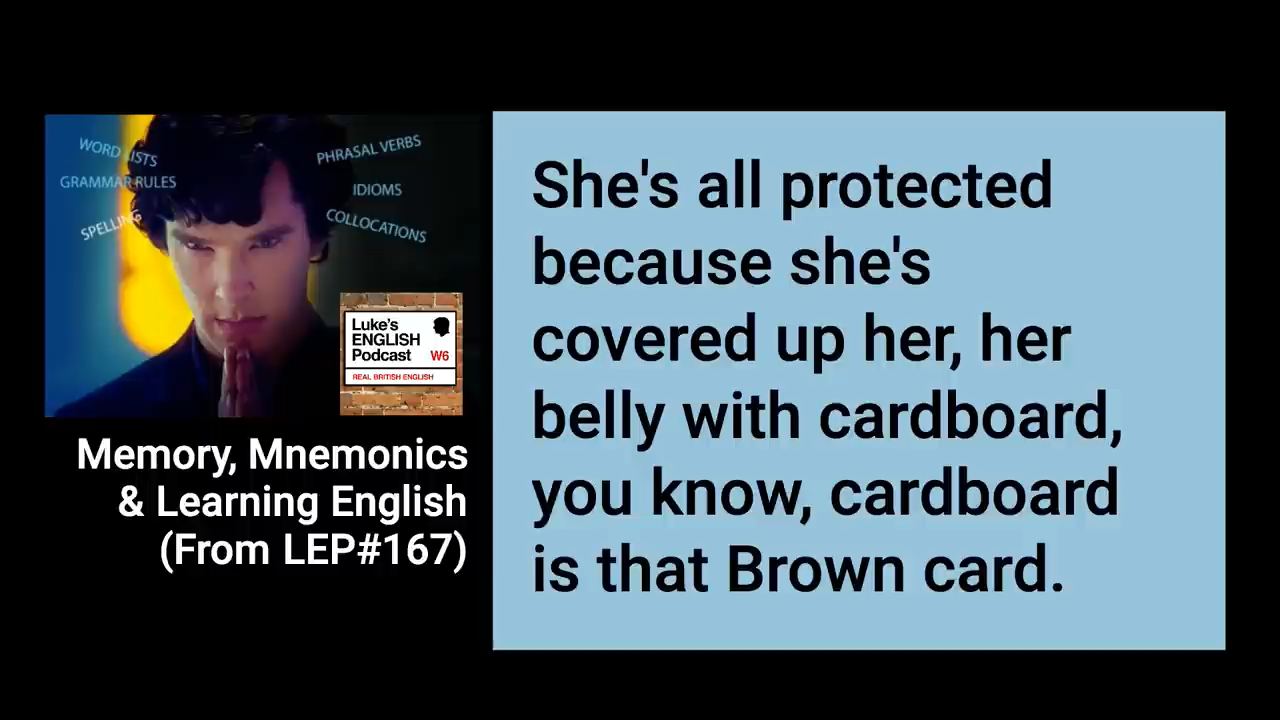 WORD LISTS
GRAMMAR RULES
SPELLING
PHRASAL VERBS
IDIOMS
COLLOCATIONS
Luke's
ENGLISH
Podcast W6
REAL BRITISH ENGLISH
Memory, Mnemonics
& Learning English
(From LEP#167)
She's all protected
because she's
covered up her, her
belly with cardboard,
you know, cardboard
is that Brown card.